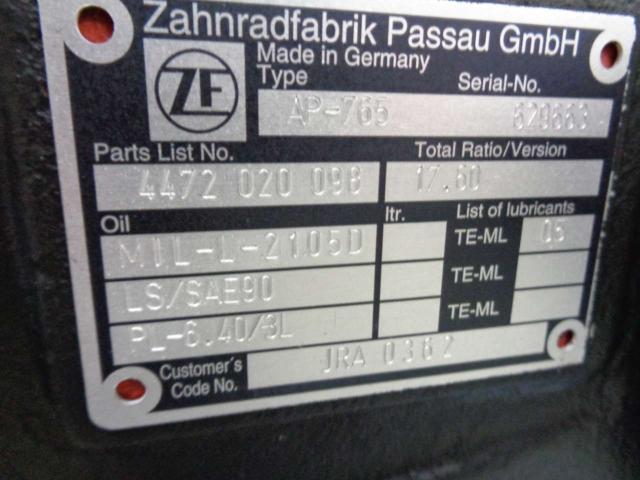 Zahnradfabrik Passau GmbH
ZF
Made in Germany
Type Serial-No.
AP-765 629663
Parts List No. Total Ratio/Version
4472 020 098 17.60
Oil ltr. List of lubricants
MIL-L-2105D TE-ML 05
LS/SAE90 TE-ML
PL-6.40/3L TE-ML
Customer's
Code No. JRA 0362